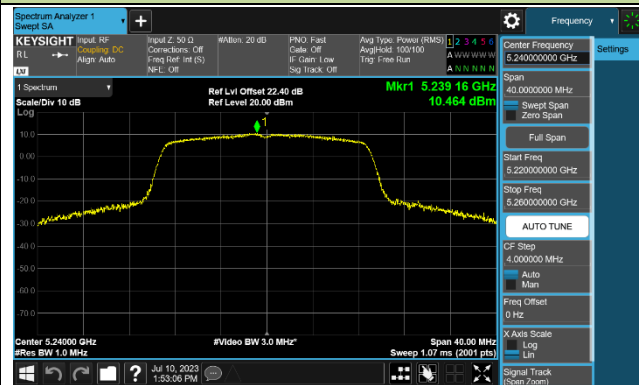 Spectrum Analyzer 1
Swept SA
Frequency
KEYSIGHT
RL
LXI
Input: RF
Coupling: DC
Align: Auto
Input Z: 50 Ω
Corrections: Off
Freq Ref: Int (S)
NFE: Off
#Atten: 20 dB
PNO: Fast
Gate: Off
IF Gain: Low
Sig Track: Off
Avg Type: Power (RMS)
Avg|Hold: 100/100
Trig: Free Run
1 2 3 4 5 6
A W W W W W
A N N N N N
1 Spectrum
Scale/Div 10 dB
Log
Ref Lvl Offset 22.40 dB
Ref Level 20.00 dBm
Mkr1 5.239 16 GHz
10.464 dBm
1
10.0
0.00
-10.0
-20.0
-30.0
-40.0
-50.0
-60.0
-70.0
Center 5.24000 GHz
#Res BW 1.0 MHz
#Video BW 3.0 MHz*
Span 40.00 MHz
Sweep 1.07 ms (2001 pts)
Center Frequency
5.240000000 GHz
Settings
Span
40.0000000 MHz
Swept Span
Zero Span
Full Span
Start Freq
5.220000000 GHz
Stop Freq
5.260000000 GHz
AUTO TUNE
CF Step
4.000000 MHz
Auto
Man
Freq Offset
0 Hz
X Axis Scale
Log
Lin
Signal Track
(Span Zoom)
Jul 10, 2023
1:53:06 PM